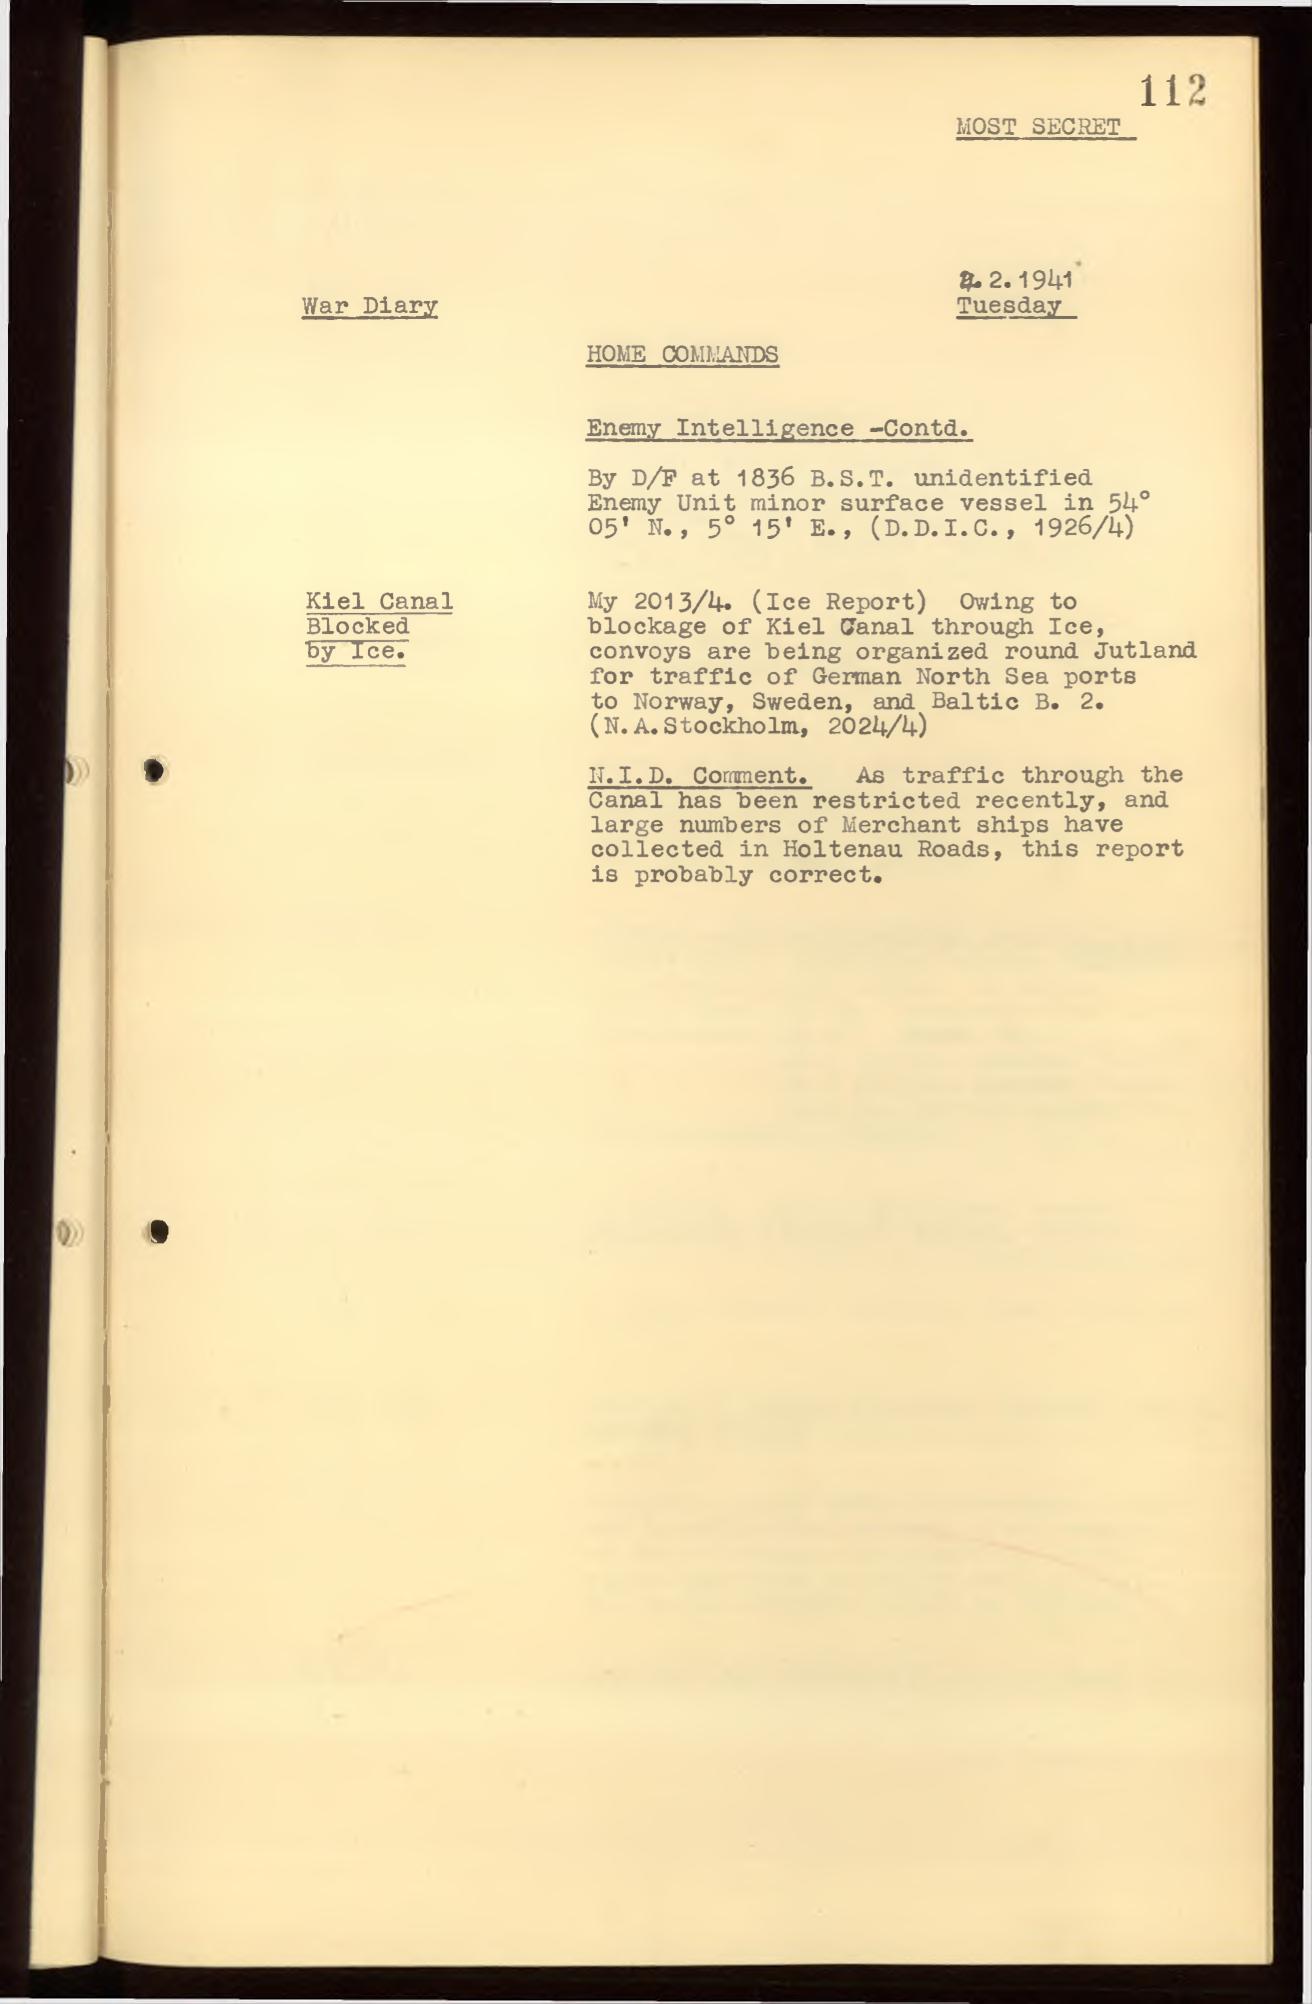 112
MOST SECRET
4. 2. 1941
War Diary
Tuesday
HOME COMMANDS
Enemy Intelligence -Contd.
By D/F at 1836 B.S.T. unidentified
Enemy Unit minor surface vessel in 54°
05' N., 5° 15' E., (D.D.I.C., 1926/4)
Kiel Canal
Blocked
by Ice.
My 2013/4. (Ice Report) Owing to
blockage of Kiel Canal through Ice,
convoys are being organized round Jutland
for traffic of German North Sea ports
to Norway, Sweden, and Baltic B. 2.
(N.A.Stockholm, 2024/4)
N.I.D. Comment. As traffic through the
Canal has been restricted recently, and
large numbers of Merchant ships have
collected in Holtenau Roads, this report
is probably correct.